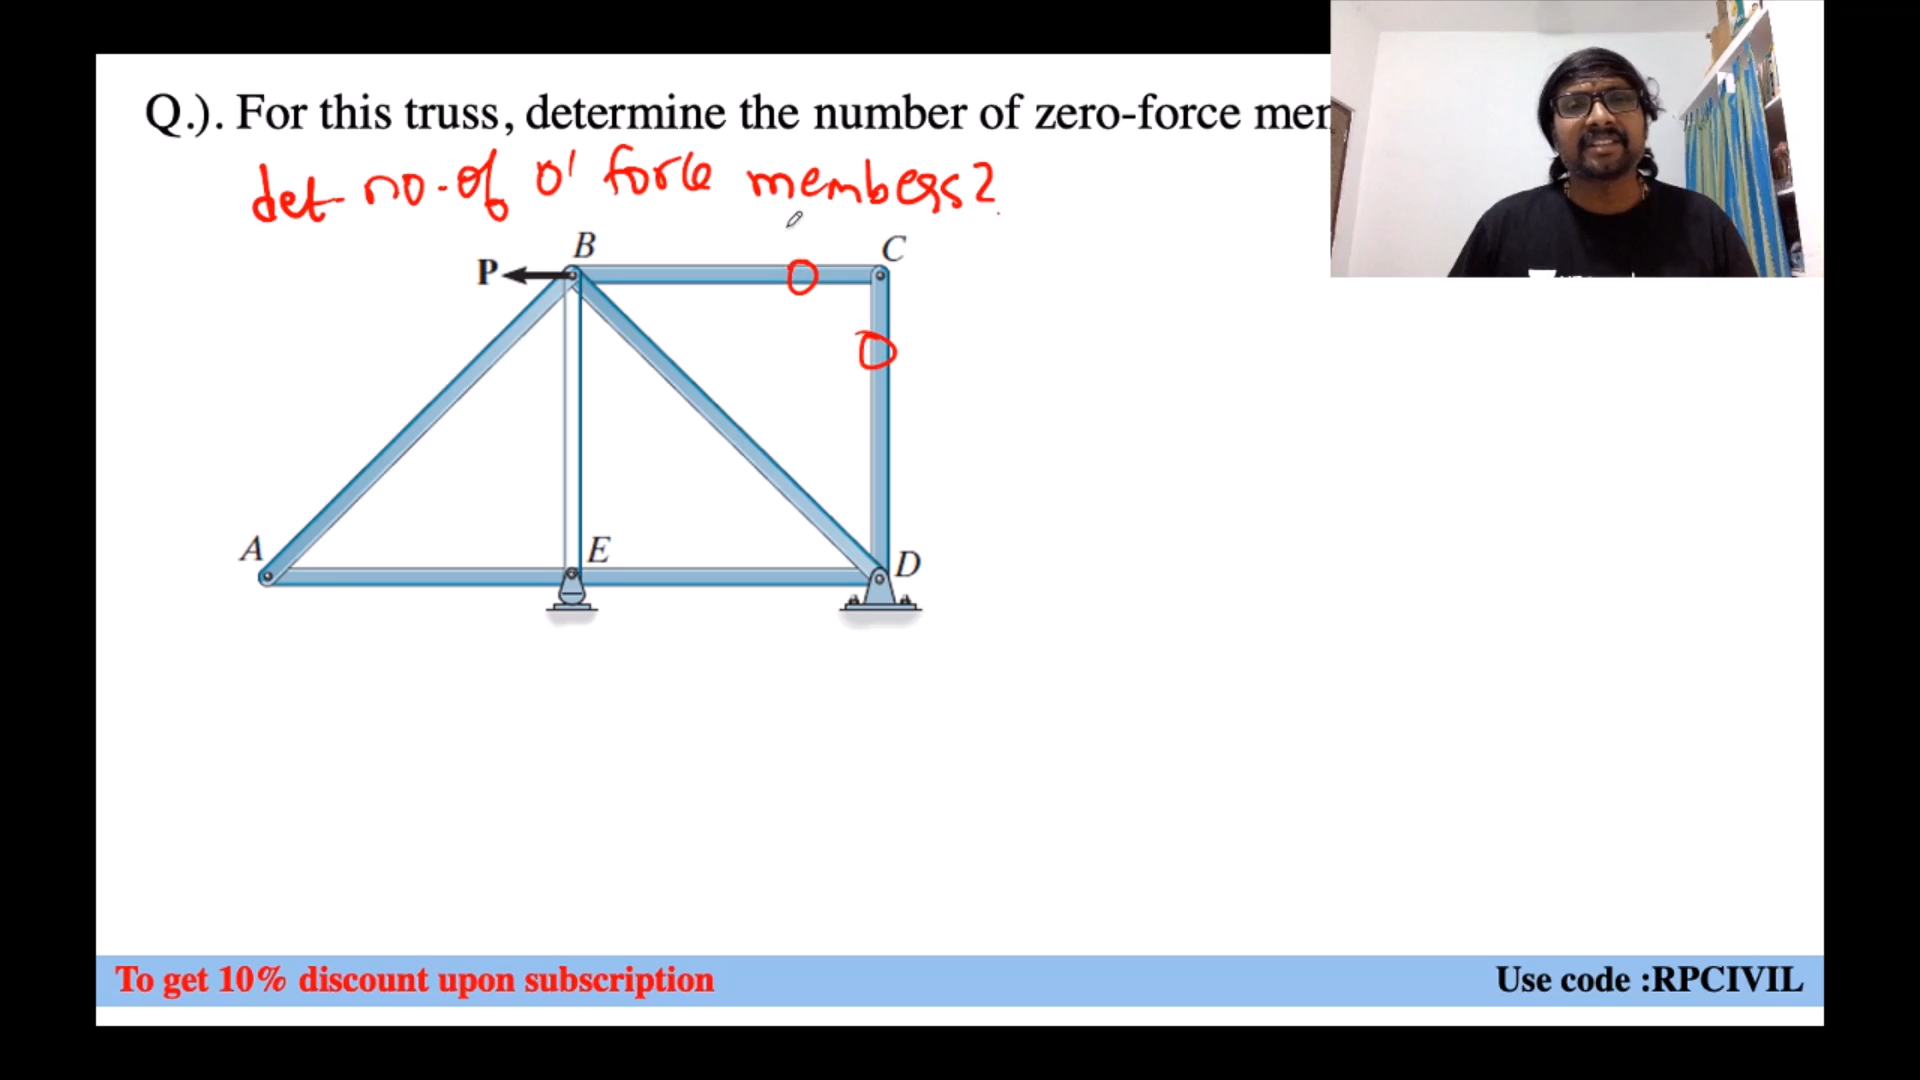 Q.). For this truss, determine the number of zero-force
det no. of 0' force members?
B
C
P
A
E
D
To get 10% discount upon subscription
Use code :RPCIVIL